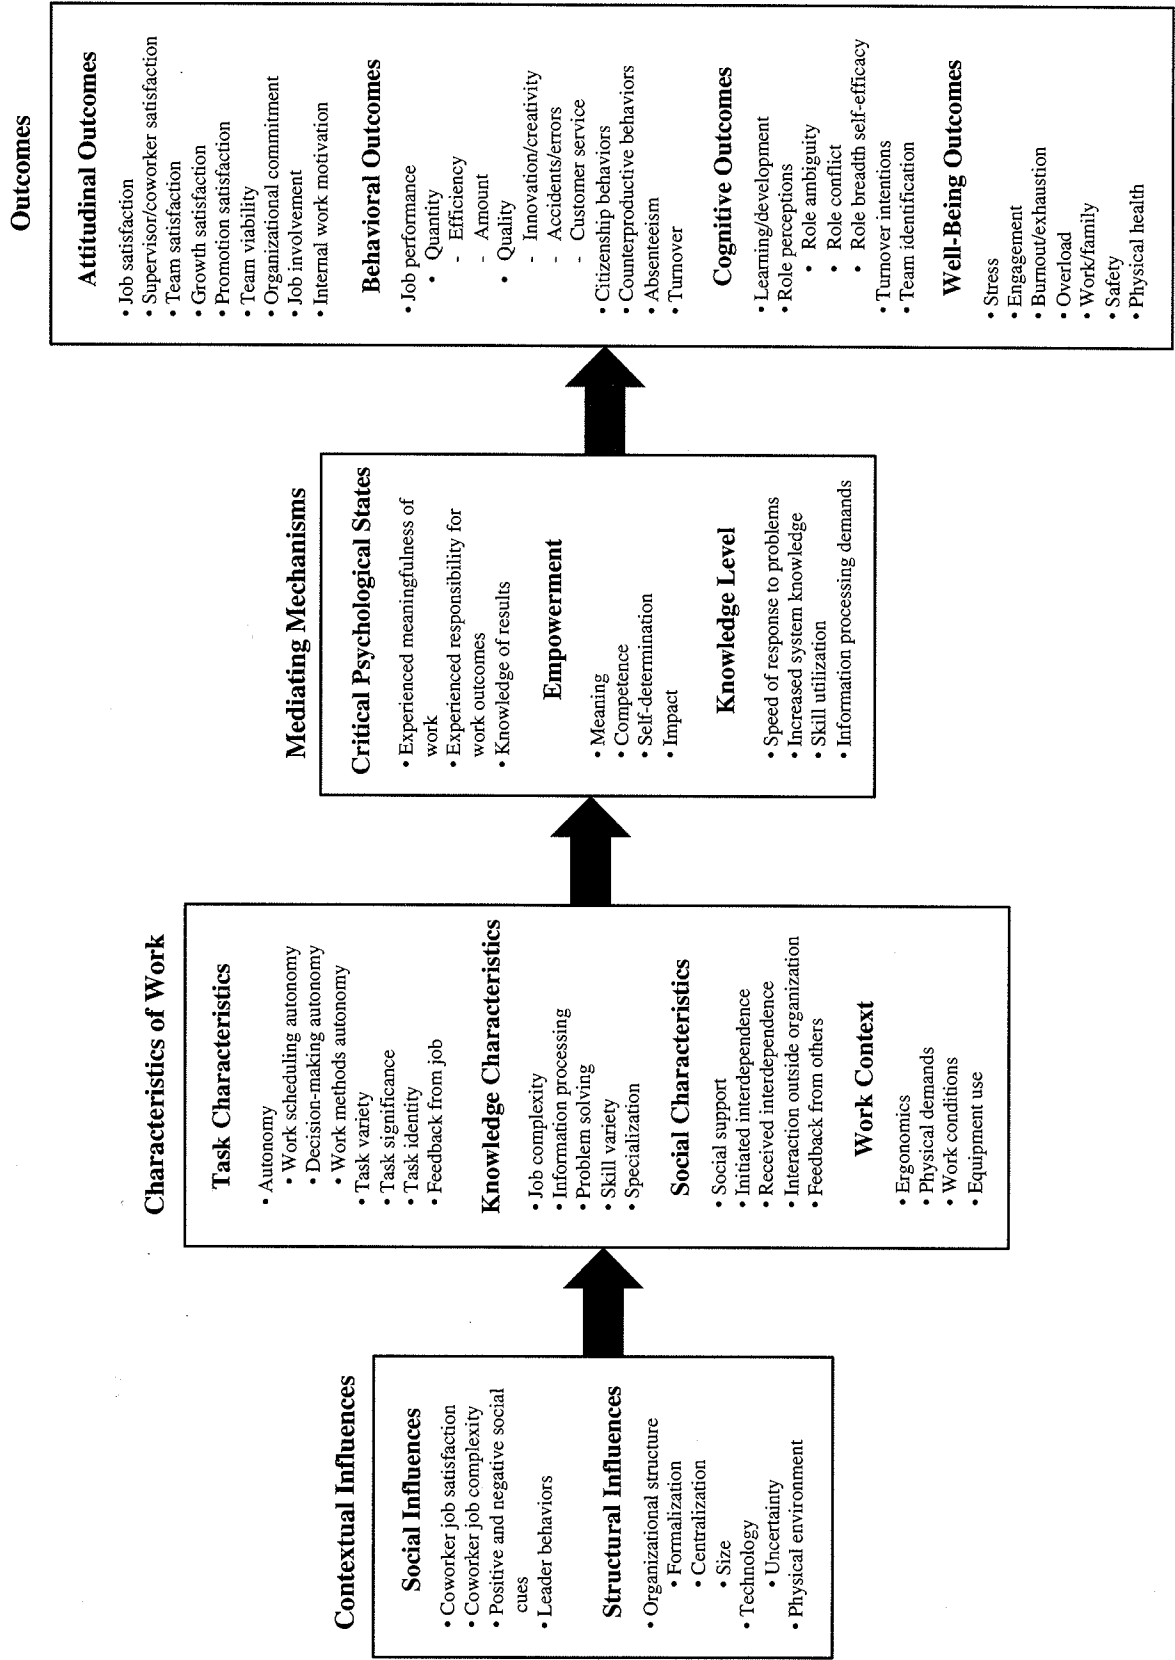 Contextual Influences
Social Influences
• Coworker job satisfaction
• Coworker job complexity
• Positive and negative social
cues
• Leader behaviors
Structural Influences
• Organizational structure
• Formalization
• Centralization
• Size
• Technology
• Uncertainty
• Physical environment
Characteristics of Work
Task Characteristics
• Autonomy
• Work scheduling autonomy
• Decision-making autonomy
• Work methods autonomy
• Task variety
• Task significance
• Task identity
• Feedback from job
Knowledge Characteristics
• Job complexity
• Information processing
• Problem solving
• Skill variety
• Specialization
Social Characteristics
• Social support
• Initiated interdependence
• Received interdependence
• Interaction outside organization
• Feedback from others
Work Context
• Ergonomics
• Physical demands
• Work conditions
• Equipment use
Mediating Mechanisms
Critical Psychological States
• Experienced meaningfulness of
work
• Experienced responsibility for
work outcomes
• Knowledge of results
Empowerment
• Meaning
• Competence
• Self-determination
• Impact
Knowledge Level
• Speed of response to problems
• Increased system knowledge
• Skill utilization
• Information processing demands
Outcomes
Attitudinal Outcomes
• Job satisfaction
• Supervisor/coworker satisfaction
• Team satisfaction
• Growth satisfaction
• Promotion satisfaction
• Team viability
• Organizational commitment
• Job involvement
• Internal work motivation
Behavioral Outcomes
• Job performance
• Quantity
- Efficiency
- Amount
• Quality
- Innovation/creativity
- Accidents/errors
- Customer service
• Citizenship behaviors
• Counterproductive behaviors
• Absenteeism
• Turnover
Cognitive Outcomes
• Learning/development
• Role perceptions
• Role ambiguity
• Role conflict
• Role breadth self-efficacy
• Turnover intentions
• Team identification
Well-Being Outcomes
• Stress
• Engagement
• Burnout/exhaustion
• Overload
• Work/family
• Safety
• Physical health